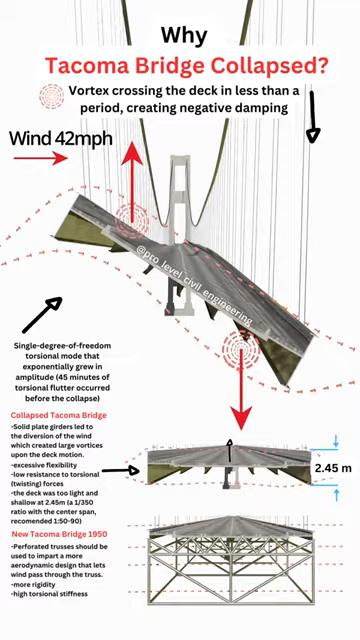 Why
Tacoma Bridge Collapsed?
Vortex crossing the deck in less than a
period, creating negative damping
Wind 42mph
@pro_level_civil_engineering
Single-degree-of-freedom
torsional mode that
exponentially grew in
amplitude (45 minutes of
torsional flutter occurred
before the collapse)
Collapsed Tacoma Bridge
-Solid plate girders led to
the diversion of the wind
which created large vortices
upon the deck motion.
-excessive flexibility
-low resistance to torsional
(twisting) forces
-the deck was too light and
shallow at 2.45m (a 1/350
ratio with the center span,
recomended 1:50-90)
2.45 m
New Tacoma Bridge 1950
-Perforated trusses should be
used to impart a more
aerodynamic design that lets
wind pass through the truss.
-more rigidity
-high torsional stiffness